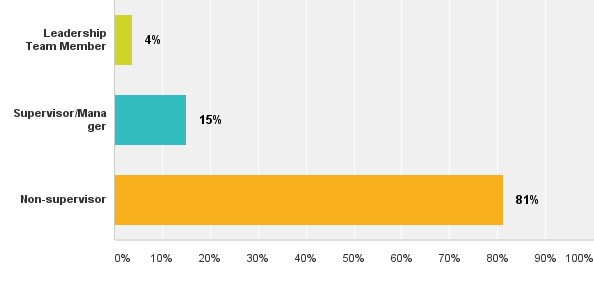 Leadership
Team Member
4%
Supervisor/Mana
ger
15%
Non-supervisor
81%
0% 10% 20% 30% 40% 50% 60% 70% 80% 90% 100%